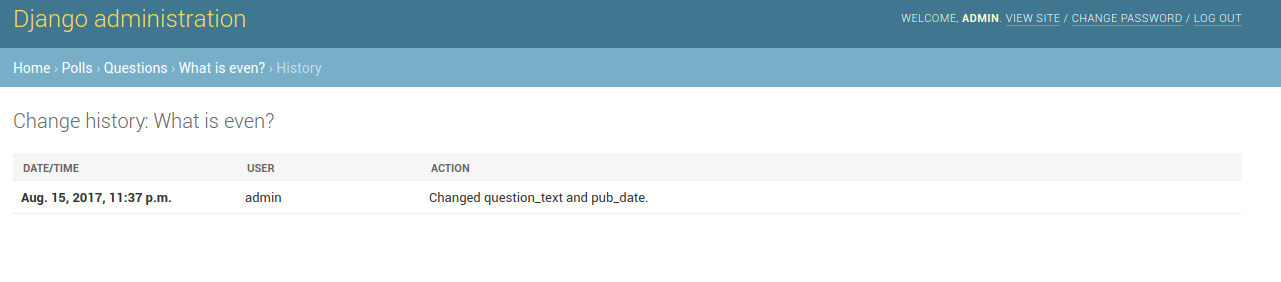 Django administration
WELCOME, ADMIN. VIEW SITE / CHANGE PASSWORD / LOG OUT
Home › Polls › Questions › What is even? › History
Change history: What is even?
DATE/TIME USER ACTION
Aug. 15, 2017, 11:37 p.m. admin Changed question_text and pub_date.